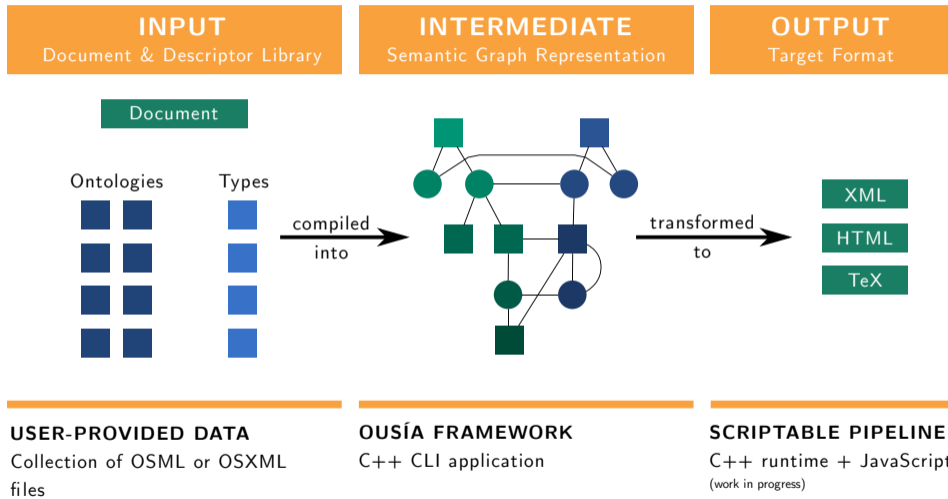 INPUT
Document & Descriptor Library
INTERMEDIATE
Semantic Graph Representation
OUTPUT
Target Format
Document
Ontologies
Types
compiled
into
transformed
to
XML
HTML
TeX
USER-PROVIDED DATA
Collection of OSML or OSXML
files
OUSÍA FRAMEWORK
C++ CLI application
SCRIPTABLE PIPELINE
C++ runtime + JavaScript
(work in progress)